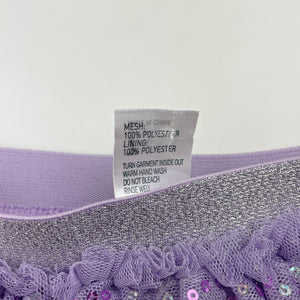 MESH:
100% POLYESTER
LINING:
100% POLYESTER
TURN GARMENT INSIDE OUT
WARM HAND WASH
DO NOT BLEACH
RINSE WELL